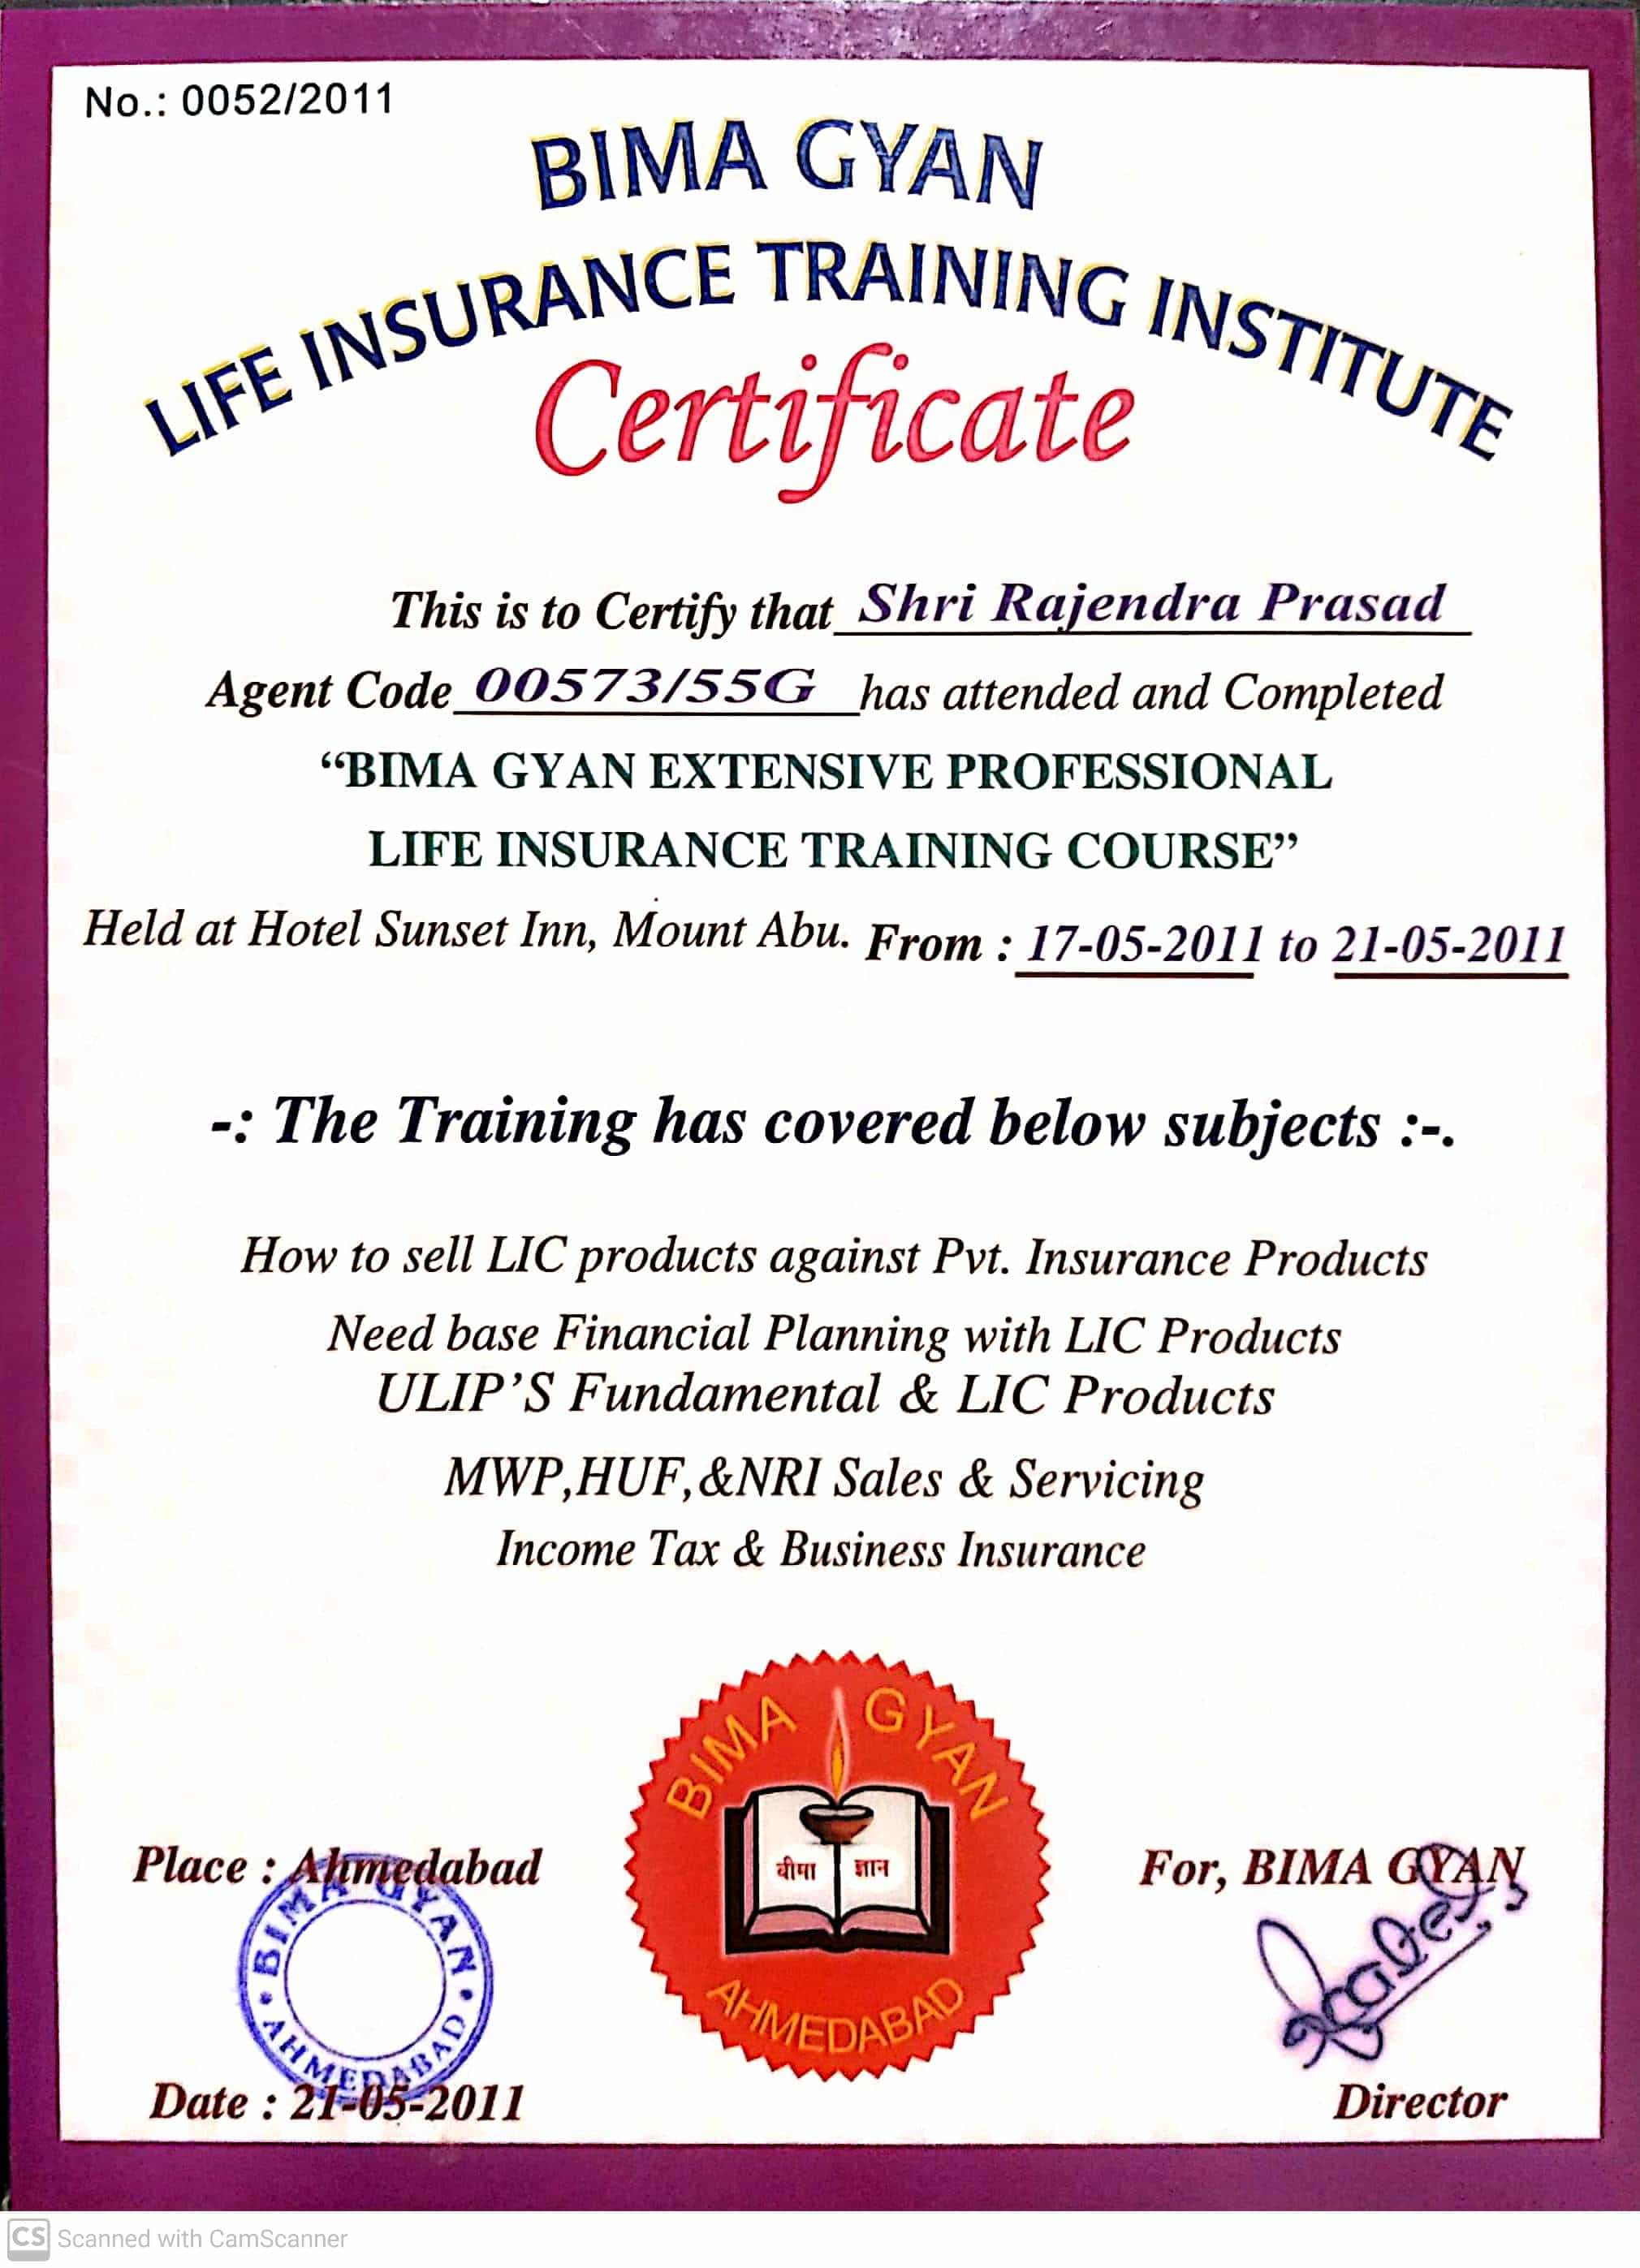 No.: 0052/2011
BIMA GYAN
LIFE INSURANCE TRAINING INSTITUTE
Certificate
This is to Certify that Shri Rajendra Prasad
Agent Code 00573/55G has attended and Completed
“BIMA GYAN EXTENSIVE PROFESSIONAL
LIFE INSURANCE TRAINING COURSE”
Held at Hotel Sunset Inn, Mount Abu. From : 17-05-2011 to 21-05-2011
-: The Training has covered below subjects :-.
How to sell LIC products against Pvt. Insurance Products
Need base Financial Planning with LIC Products
ULIP’S Fundamental & LIC Products
MWP,HUF,&NRI Sales & Servicing
Income Tax & Business Insurance
BIMA GYAN
बीमा ज्ञान
AHMEDABAD
Place : Ahmedabad
BIMA GYAN
AHMEDABAD
Date : 21-05-2011
For, BIMA GYAN
Director
CS Scanned with CamScanner